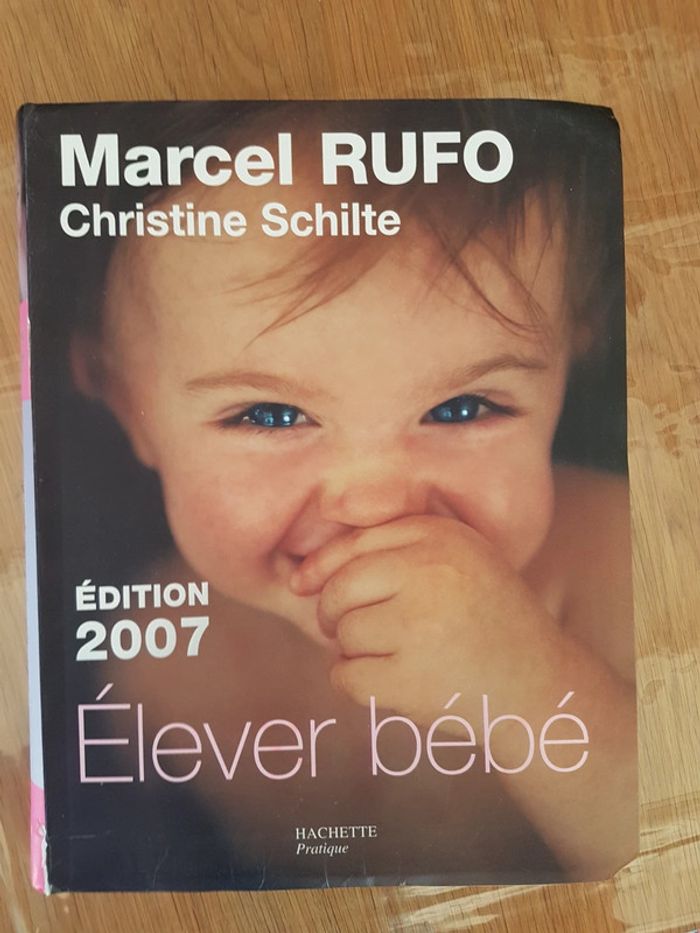 Marcel RUFO
Christine Schilte
ÉDITION
2007
Élever bébé
HACHETTE
Pratique